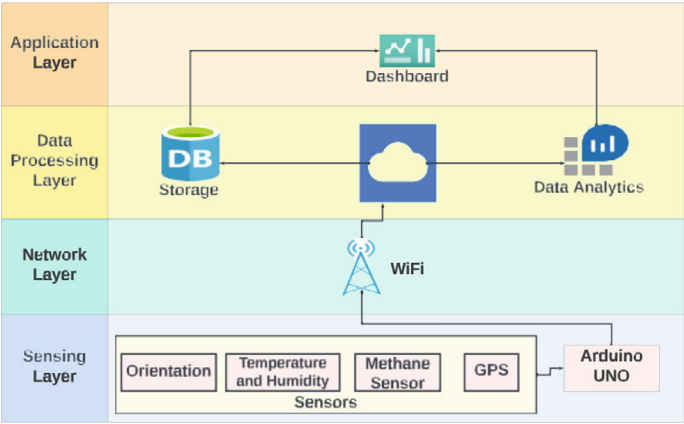 Application
Layer
Dashboard
Data
Processing
Layer
DB
Storage
Data Analytics
Network
Layer
WiFi
Sensing
Layer
Orientation
Temperature
and Humidity
Methane
Sensor
GPS
Sensors
Arduino
UNO